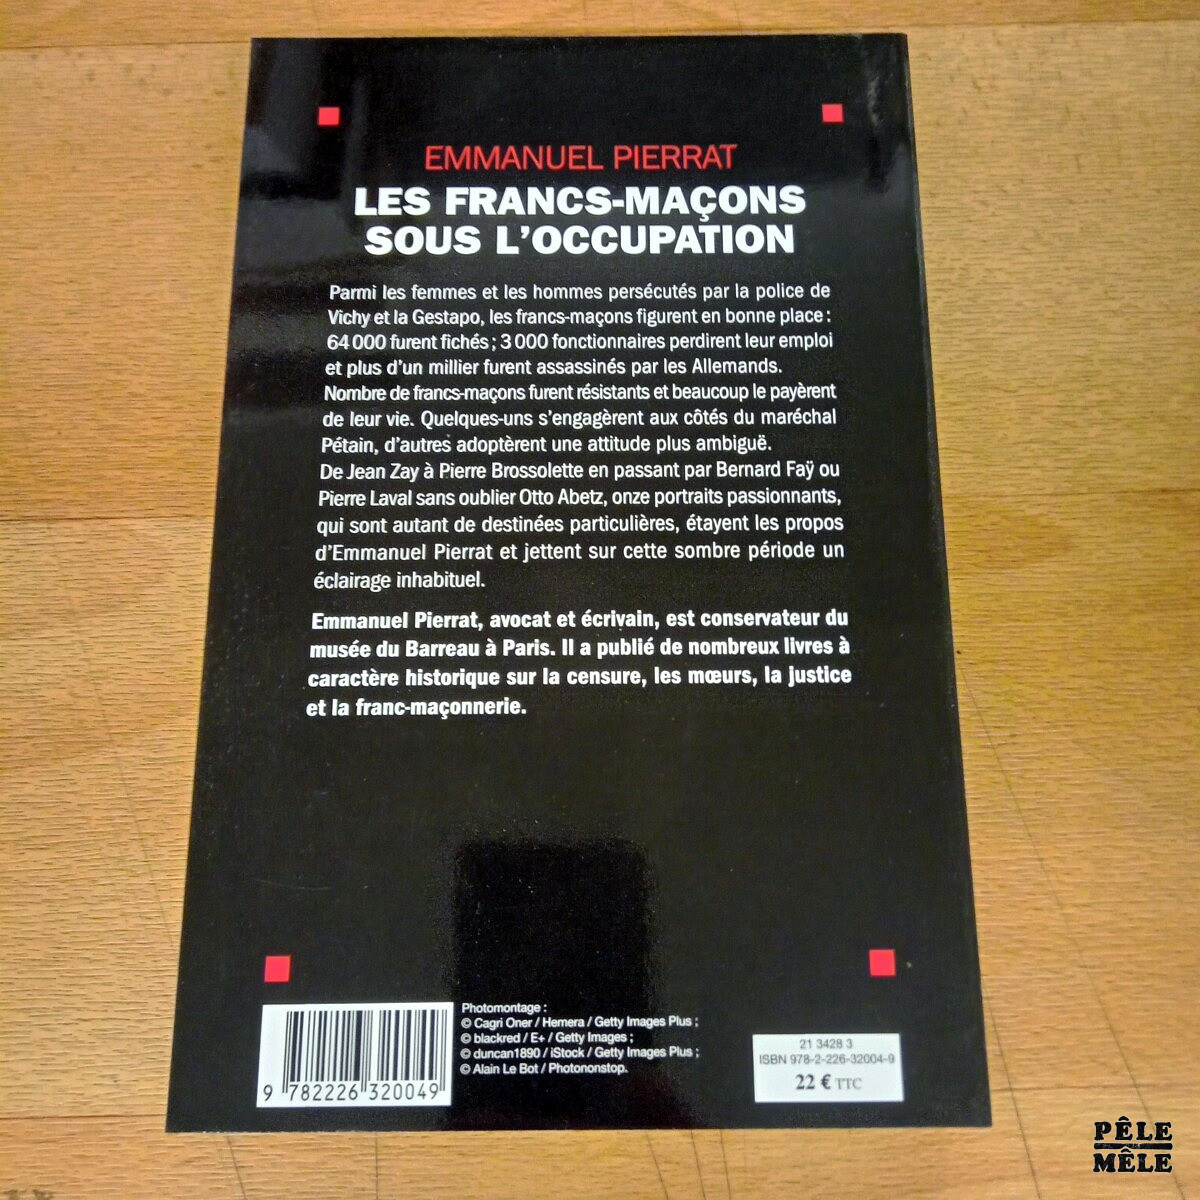 EMMANUEL PIERRAT
LES FRANCS-MAÇONS
SOUS L'OCCUPATION
Parmi les femmes et les hommes persécutés par la police de
Vichy et la Gestapo, les francs-maçons figurent en bonne place :
64 000 furent fichés ; 3 000 fonctionnaires perdirent leur emploi
et plus d'un millier furent assassinés par les Allemands.
Nombre de francs-maçons furent résistants et beaucoup le payèrent
de leur vie. Quelques-uns s'engagèrent aux côtés du maréchal
Pétain, d'autres adoptèrent une attitude plus ambiguë.
De Jean Zay à Pierre Brossolette en passant par Bernard Faÿ ou
Pierre Laval sans oublier Otto Abetz, onze portraits passionnants,
qui sont autant de destinées particulières, étayent les propos
d'Emmanuel Pierrat et jettent sur cette sombre période un
éclairage inhabituel.
Emmanuel Pierrat, avocat et écrivain, est conservateur du
musée du Barreau à Paris. Il a publié de nombreux livres à
caractère historique sur la censure, les mœurs, la justice
et la franc-maçonnerie.
Photomontage :
© Cagri Oner / Hemera / Getty Images Plus ;
© blackred / E+ / Getty Images ;
© duncan1890 / iStock / Getty Images Plus ;
© Alain Le Bot / Photononstop.
9 782226 320049
21 3428 3
ISBN 978-2-226-32004-9
22 € TTC
PÊLE
MÊLE